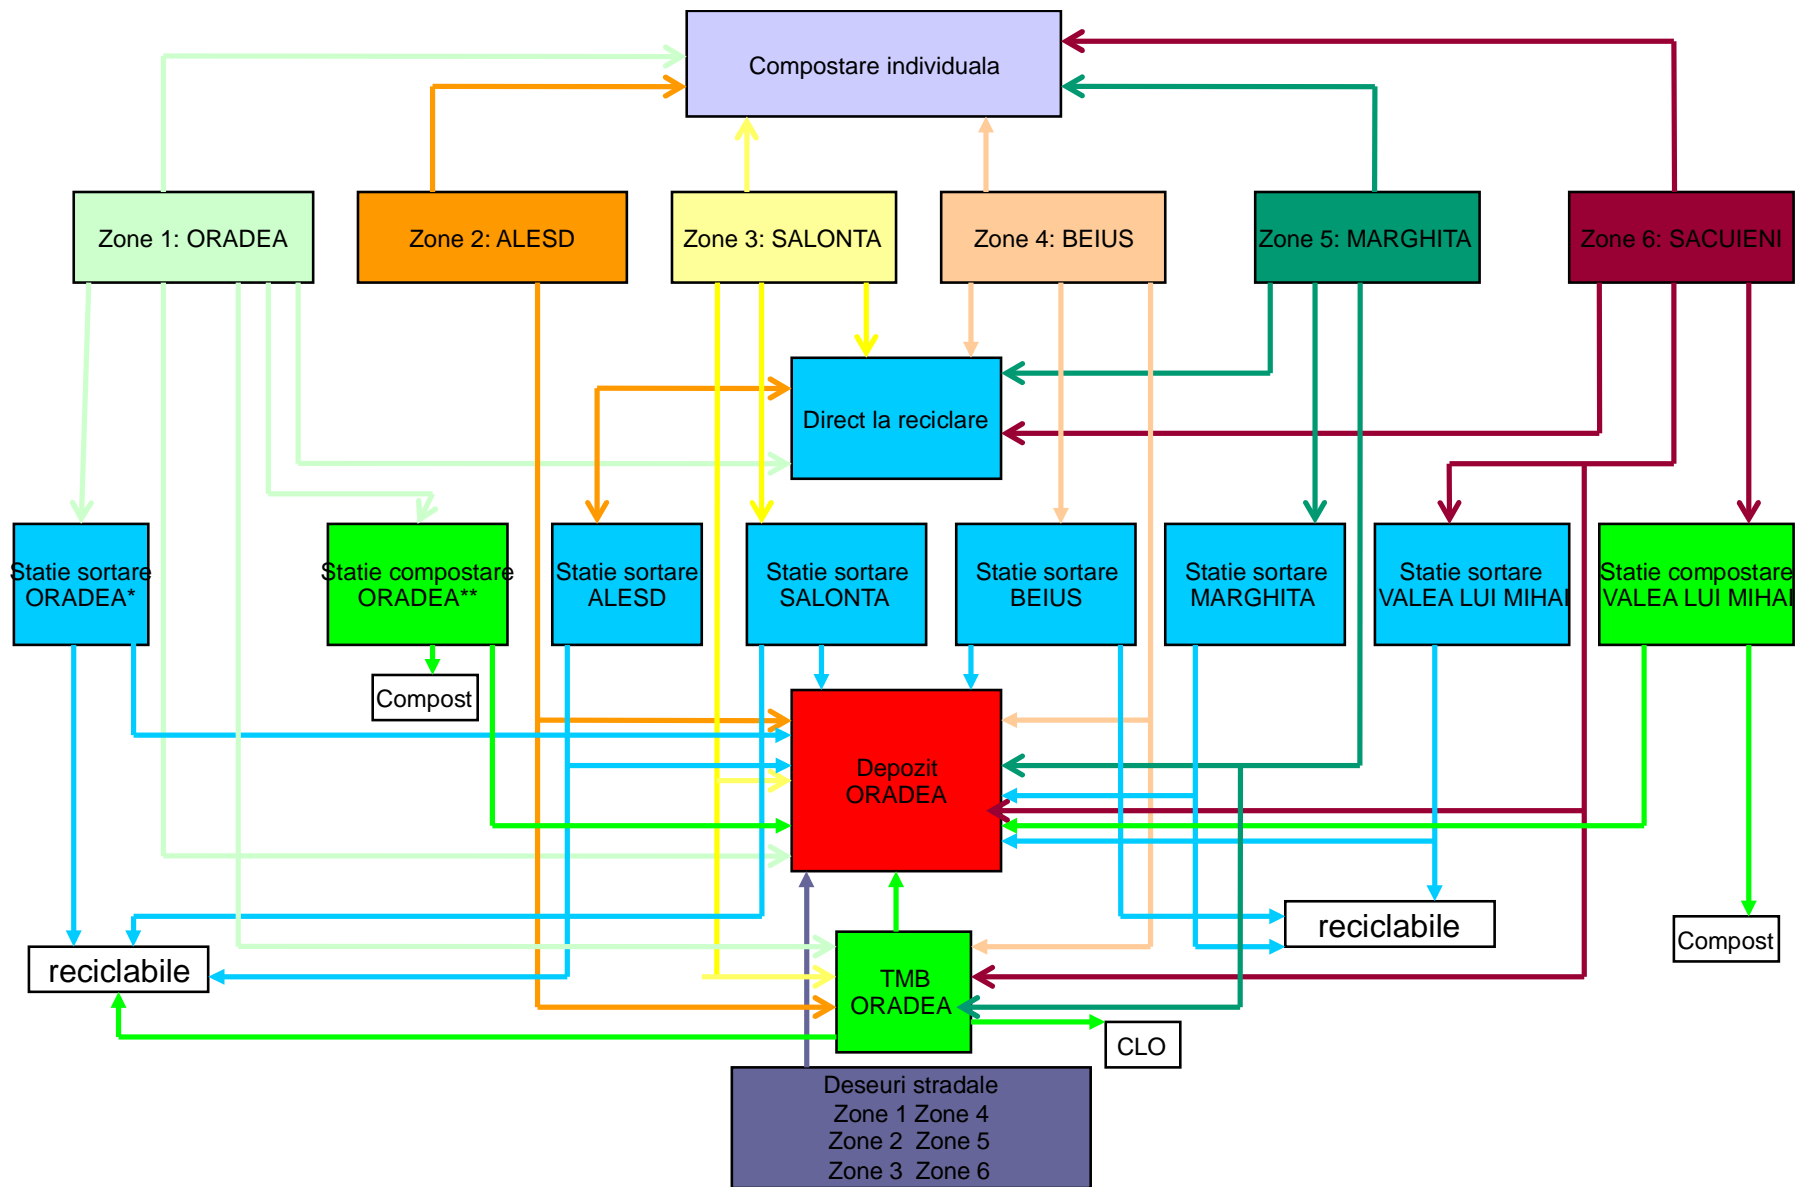 Compostare individuala
Zone 1: ORADEA
Zone 2: ALESD
Zone 3: SALONTA
Zone 4: BEIUS
Zone 5: MARGHITA
Zone 6: SACUIENI
Direct la reciclare
Statie sortare
ORADEA*
Statie compostare
ORADEA**
Statie sortare
ALESD
Statie sortare
SALONTA
Statie sortare
BEIUS
Statie sortare
MARGHITA
Statie sortare
VALEA LUI MIHAI
Statie compostare
VALEA LUI MIHAI
Compost
Depozit
ORADEA
reciclabile
reciclabile
Compost
TMB
ORADEA
CLO
Deseuri stradale
Zone 1 Zone 4
Zone 2 Zone 5
Zone 3 Zone 6